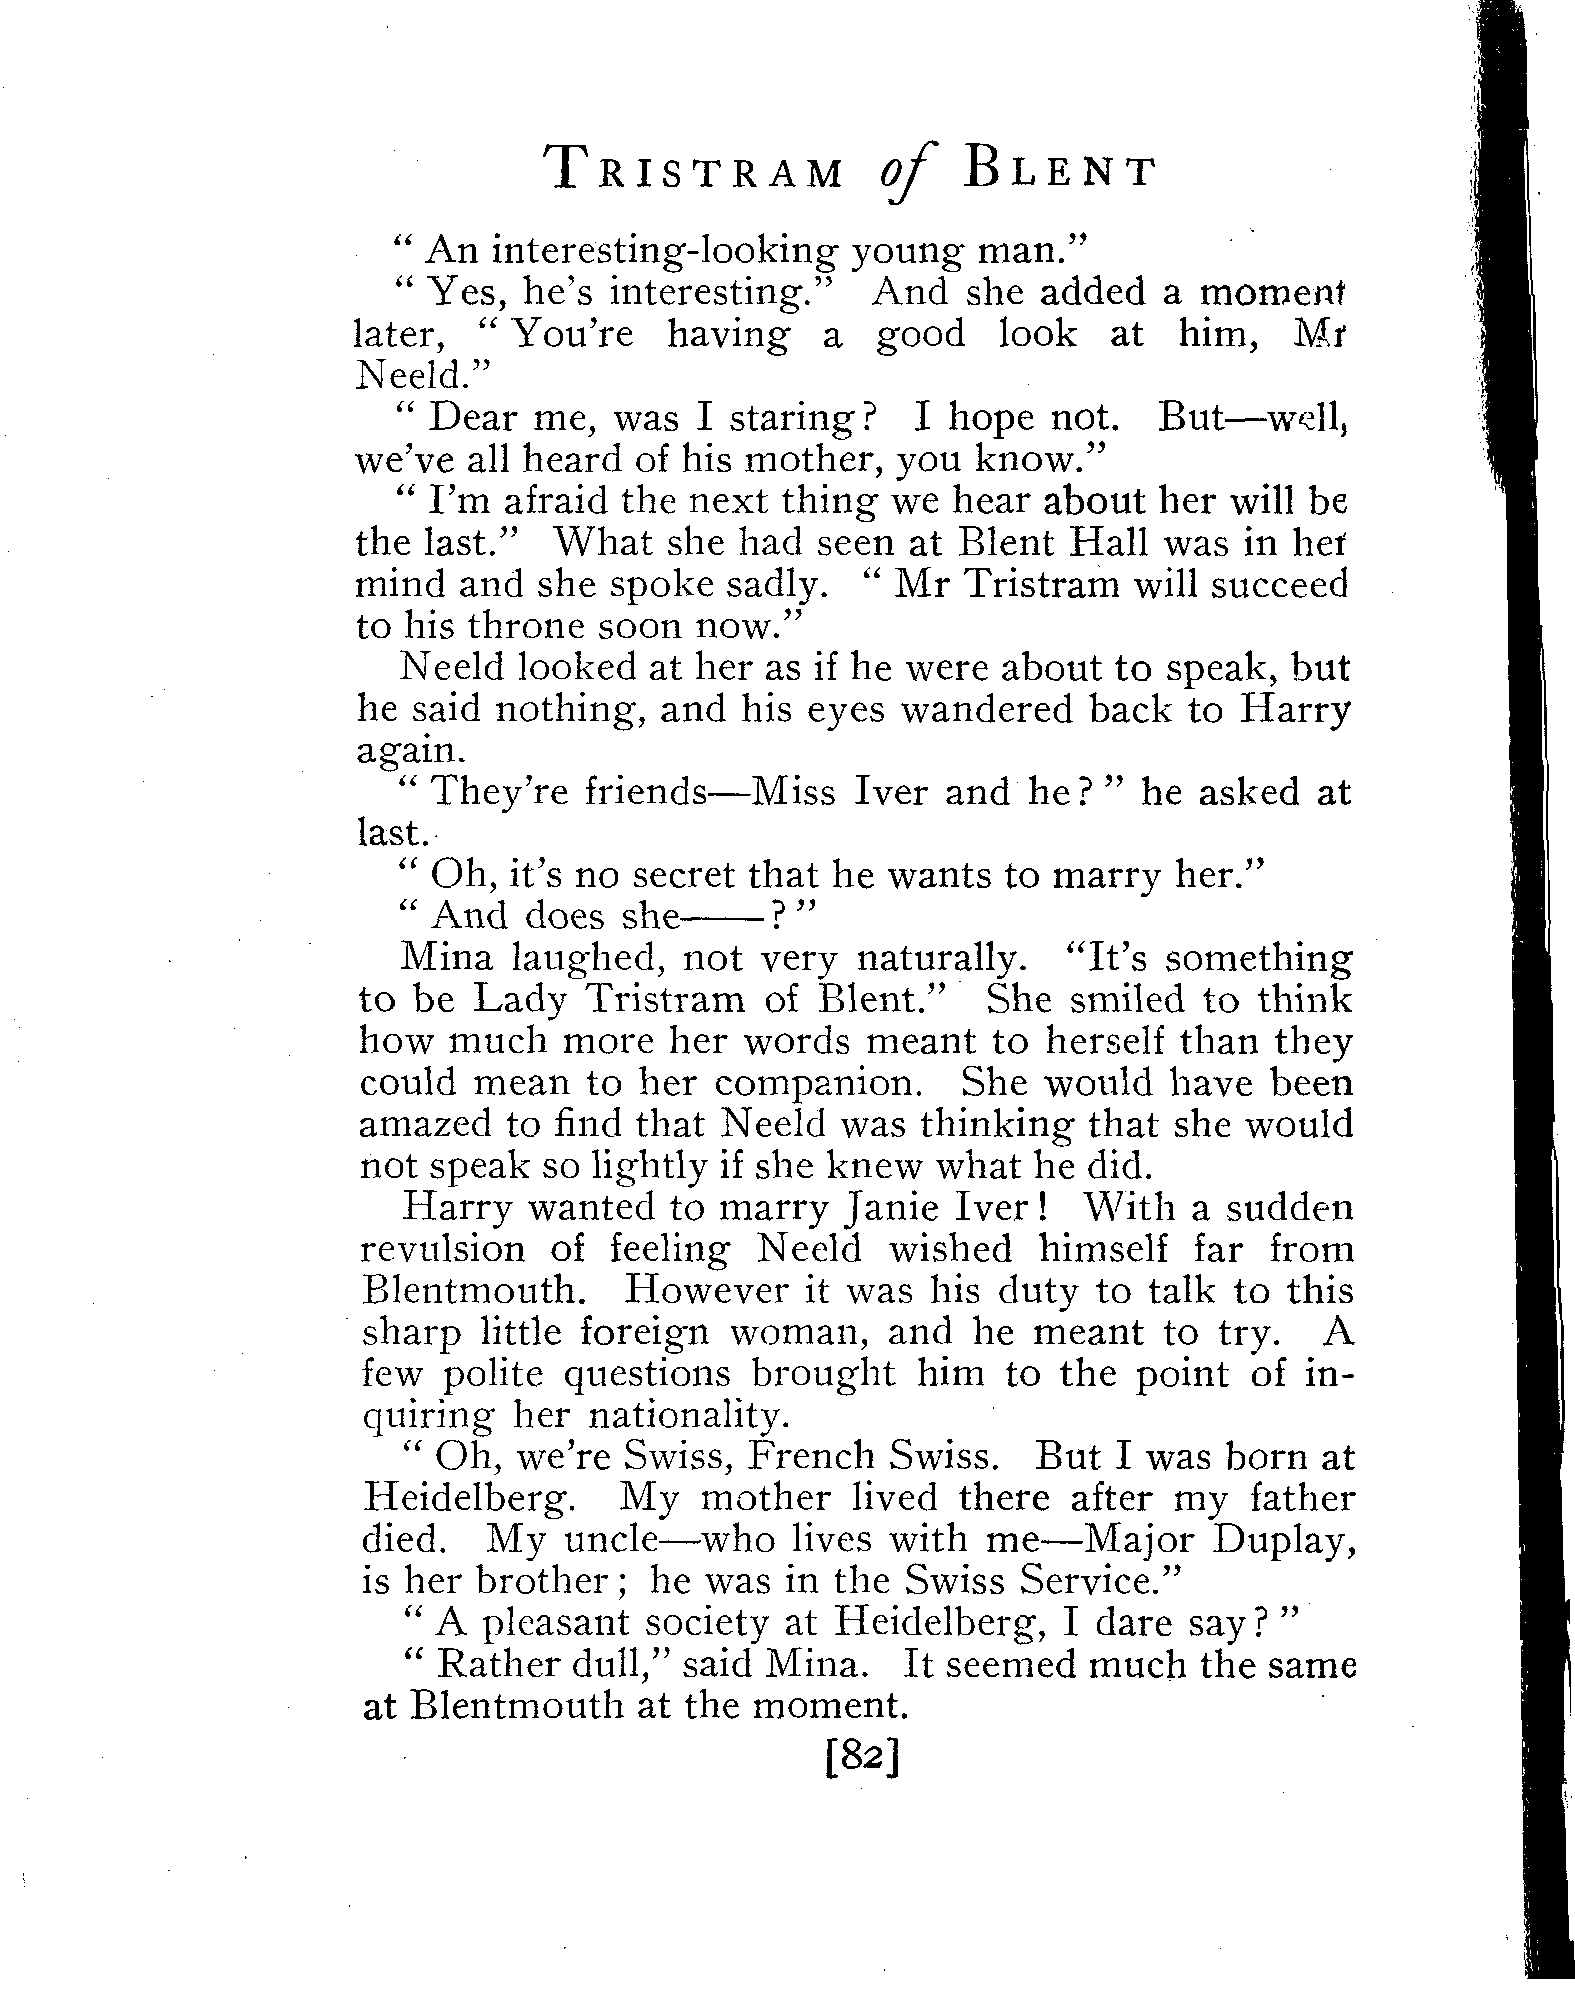 TRISTRAM of BLENT
“ An interesting-looking young man.”
“ Yes, he's interesting.” And she added a moment
later, “ You're having a good look at him, Mr
Neeld.”
“ Dear me, was I staring? I hope not. But—well,
we've all heard of his mother, you know.”
“ I'm afraid the next thing we hear about her will be
the last.” What she had seen at Blent Hall was in her
mind and she spoke sadly. “ Mr Tristram will succeed
to his throne soon now.”
Neeld looked at her as if he were about to speak, but
he said nothing, and his eyes wandered back to Harry
again.
“ They're friends—Miss Iver and he? ” he asked at
last.
“ Oh, it's no secret that he wants to marry her.”
“ And does she——? ”
Mina laughed, not very naturally. “It's something
to be Lady Tristram of Blent.” She smiled to think
how much more her words meant to herself than they
could mean to her companion. She would have been
amazed to find that Neeld was thinking that she would
not speak so lightly if she knew what he did.
Harry wanted to marry Janie Iver! With a sudden
revulsion of feeling Neeld wished himself far from
Blentmouth. However it was his duty to talk to this
sharp little foreign woman, and he meant to try. A
few polite questions brought him to the point of in-
quiring her nationality.
“ Oh, we're Swiss, French Swiss. But I was born at
Heidelberg. My mother lived there after my father
died. My uncle—who lives with me—Major Duplay,
is her brother; he was in the Swiss Service.”
“ A pleasant society at Heidelberg, I dare say? ”
“ Rather dull,” said Mina. It seemed much the same
at Blentmouth at the moment.
[82]